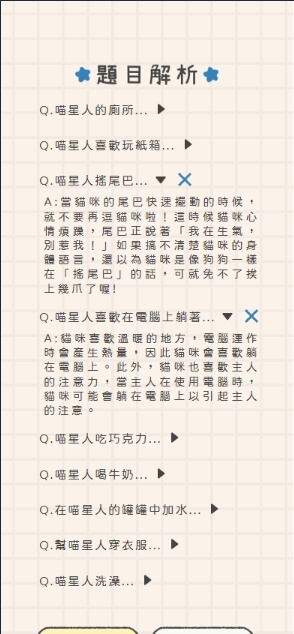 題目解析
Q.喵星人的廁所...
Q.喵星人喜歡玩紙箱...
Q.喵星人搖尾巴...
A:當貓咪的尾巴快速擺動的時候，
就不要再逗貓咪啦！這時候貓咪心
情煩躁，尾巴正說著「我在生氣，
別惹我！」如果搞不清楚貓咪的身
體語言，還以為貓咪是像狗狗一樣
在「搖尾巴」的話，可就免不了挨
上幾爪了喔!
Q.喵星人喜歡在電腦上躺著...
A:貓咪喜歡溫暖的地方，電腦運作
時會產生熱量，因此貓咪會喜歡躺
在電腦上。此外，貓咪也喜歡主人
的注意力，當主人在使用電腦時，
貓咪可能會躺在電腦上以引起主人
的注意。
Q.喵星人吃巧克力...
Q.喵星人喝牛奶...
Q.在喵星人的罐罐中加水...
Q.幫喵星人穿衣服...
Q.喵星人洗澡...